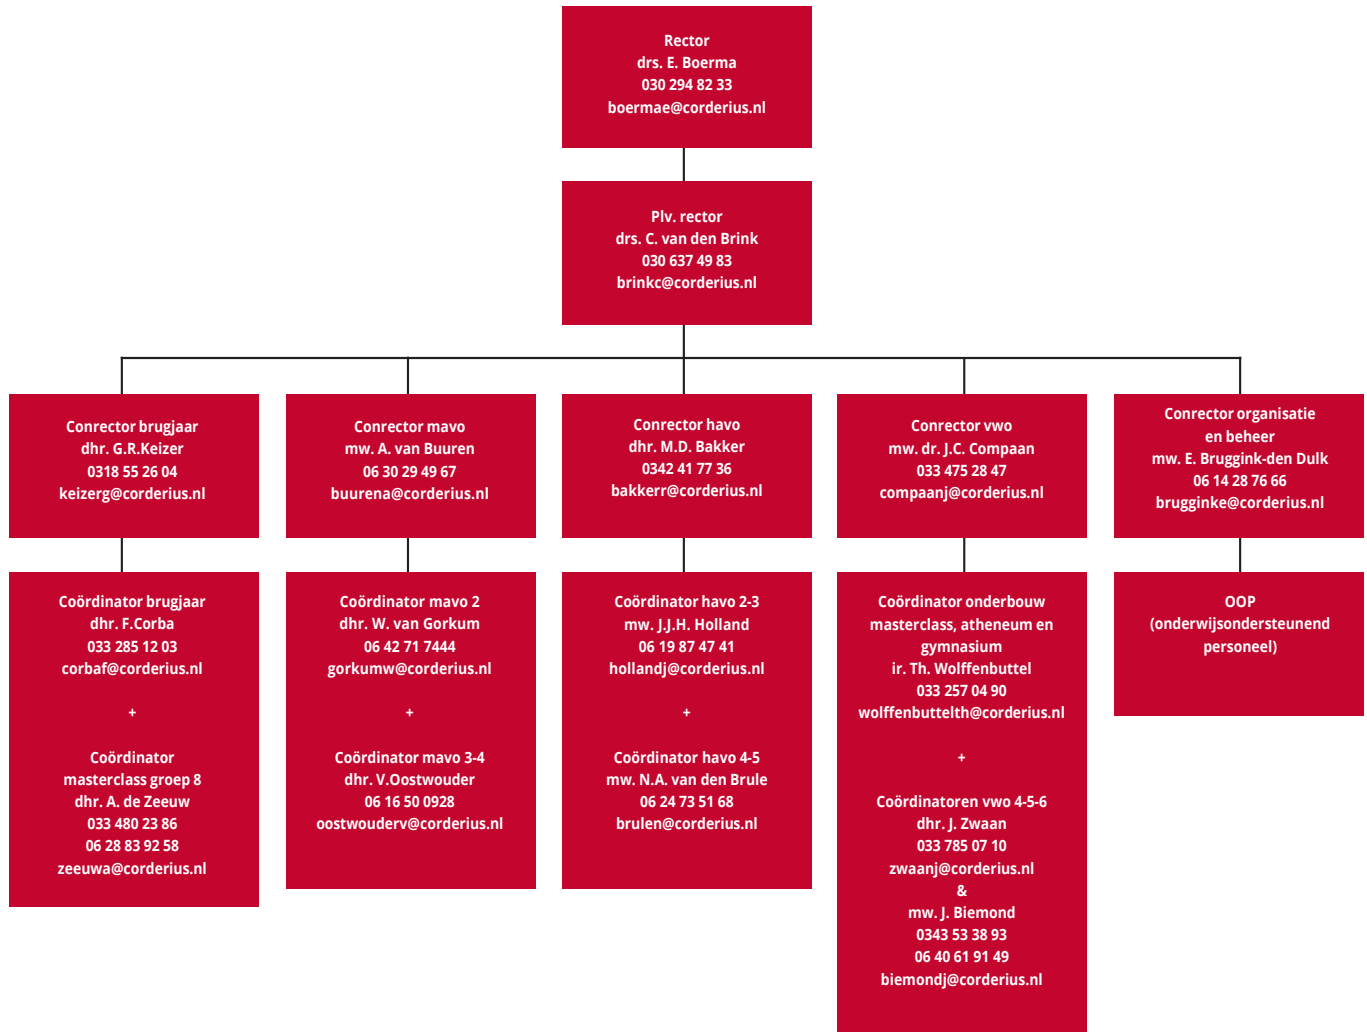 Rector
drs. E. Boerma
030 294 82 33
boermae@corderius.nl
Plv. rector
drs. C. van den Brink
030 637 49 83
brinkc@corderius.nl
Conrector brugjaar
dhr. G.R.Keizer
0318 55 26 04
keizerg@corderius.nl
Conrector mavo
mw. A. van Buuren
06 30 29 49 67
buurena@corderius.nl
Conrector havo
dhr. M.D. Bakker
0342 41 77 36
bakkerr@corderius.nl
Conrector vwo
mw. dr. J.C. Compaan
033 475 28 47
compaanj@corderius.nl
Conrector organisatie
en beheer
mw. E. Bruggink-den Dulk
06 14 28 76 66
brugginke@corderius.nl
Coördinator brugjaar
dhr. F.Corba
033 285 12 03
corbaf@corderius.nl
+
Coördinator
masterclass groep 8
dhr. A. de Zeeuw
033 480 23 86
06 28 83 92 58
zeeuwa@corderius.nl
Coördinator mavo 2
dhr. W. van Gorkum
06 42 71 7444
gorkumw@corderius.nl
+
Coördinator mavo 3-4
dhr. V.Oostwouder
06 16 50 0928
oostwouderv@corderius.nl
Coördinator havo 2-3
mw. J.J.H. Holland
06 19 87 47 41
hollandj@corderius.nl
+
Coördinator havo 4-5
mw. N.A. van den Brule
06 24 73 51 68
brulen@corderius.nl
Coördinator onderbouw
masterclass, atheneum en
gymnasium
ir. Th. Wolffenbuttel
033 257 04 90
wolffenbuttelth@corderius.nl
+
Coördinatoren vwo 4-5-6
dhr. J. Zwaan
033 785 07 10
zwaanj@corderius.nl
&
mw. J. Biemond
0343 53 38 93
06 40 61 91 49
biemondj@corderius.nl
OOP
(onderwijsondersteunend
personeel)